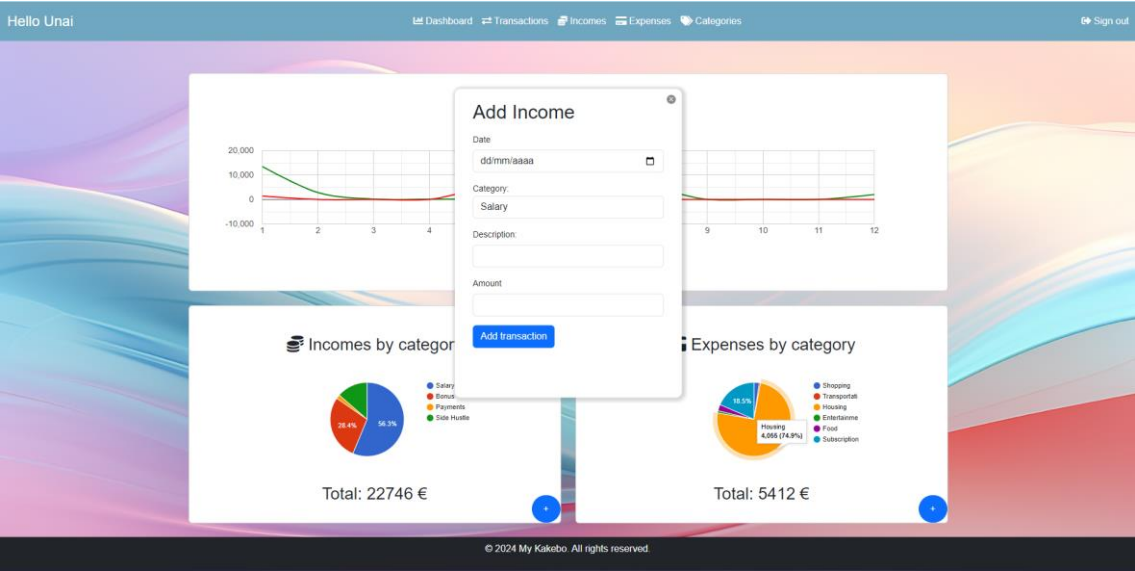 Hello Unai
Dashboard Transactions Incomes Expenses Categories
Sign out
Add Income
Date
dd/mm/aaaa
Category:
Salary
Description:
Amount
Add transaction
20,000
10,000
0
-10,000
1 2 3 4 9 10 11 12
Incomes by categor
56.3%
28.4%
Salary
Bonus
Payments
Side Hustle
Total: 22746 €
+
Expenses by category
18.5%
Housing
4,055 (74.9%)
Shopping
Transportati
Housing
Entertainme
Food
Subscription
Total: 5412 €
+
© 2024 My Kakebo. All rights reserved.